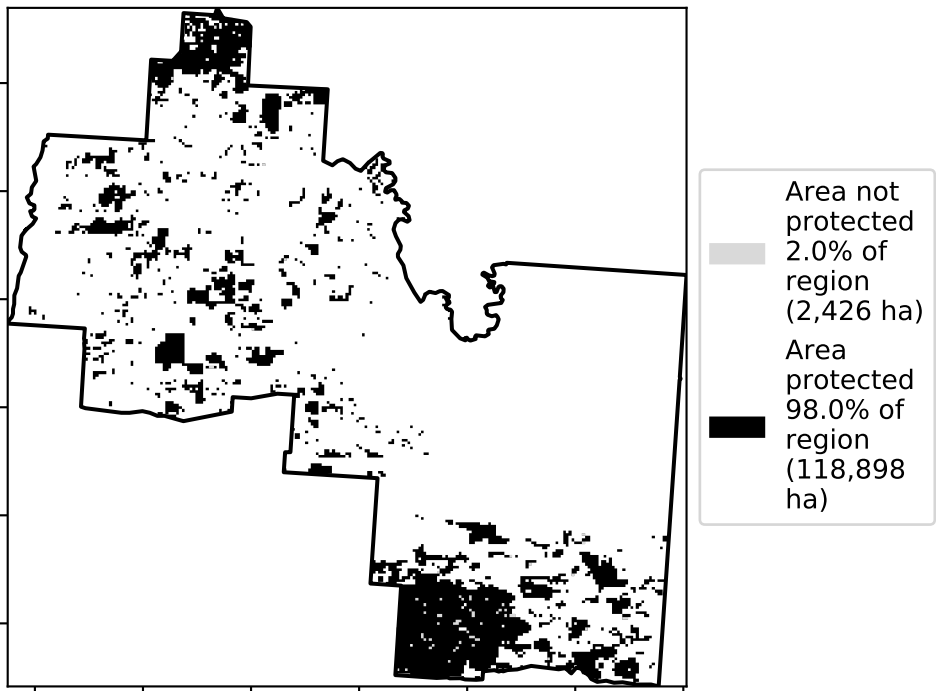 Area not
protected
2.0% of
region
(2,426 ha)
Area
protected
98.0% of
region
(118,898
ha)